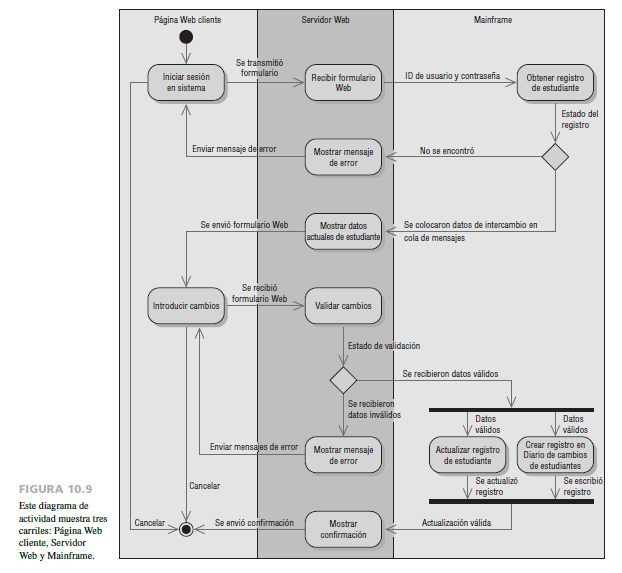 Página Web cliente
Servidor Web
Mainframe
Iniciar sesión
en sistema
Se transmitió
formulario
Recibir formulario
Web
ID de usuario y contraseña
Obtener registro
de estudiante
Estado del
registro
Enviar mensaje de error
Mostrar mensaje
de error
No se encontró
Se envió formulario Web
Mostrar datos
actuales de estudiante
Se colocaron datos de intercambio en
cola de mensajes
Introducir cambios
Se recibió
formulario Web
Validar cambios
Estado de validación
Se recibieron datos válidos
Se recibieron
datos inválidos
Datos
válidos
Datos
válidos
Enviar mensajes de error
Mostrar mensaje
de error
Actualizar registro
de estudiante
Crear registro en
Diario de cambios
de estudiantes
Cancelar
Se actualizó
registro
Se escribió
registro
Cancelar
Se envió confirmación
Mostrar
confirmación
Actualización válida
FIGURA 10.9
Este diagrama de
actividad muestra tres
carriles: Página Web
cliente, Servidor
Web y Mainframe.